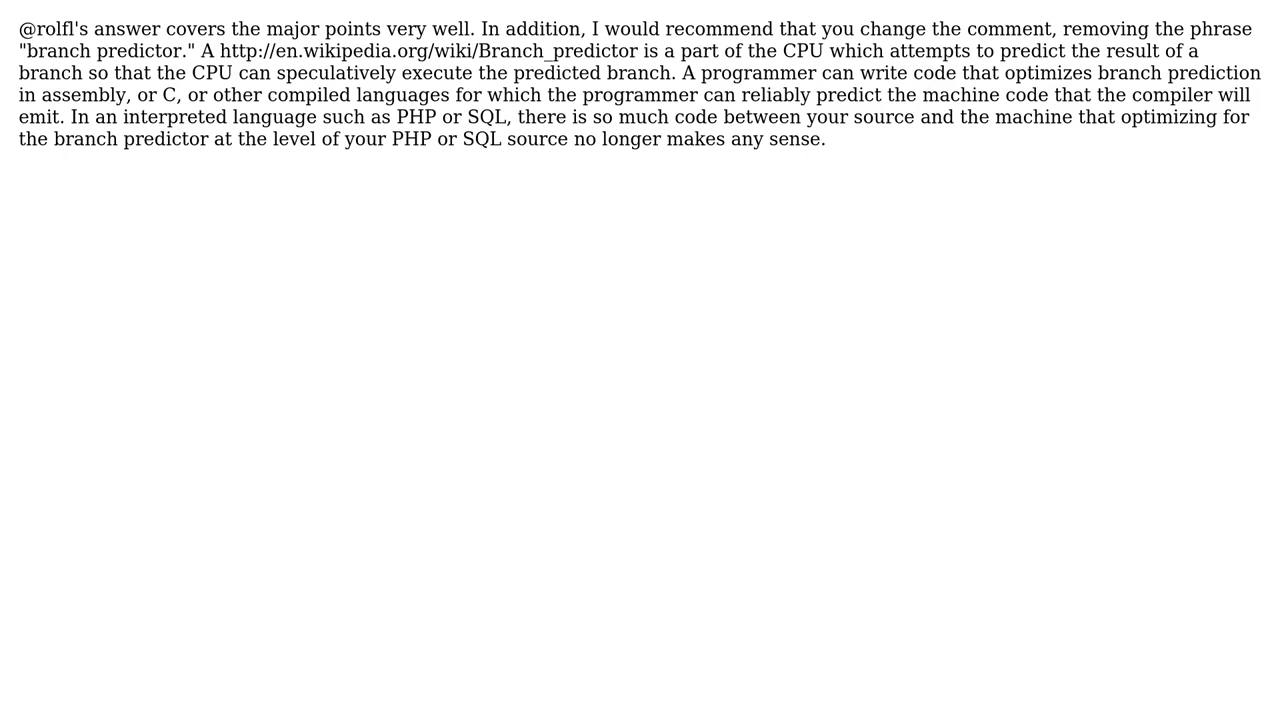 @rolfl's answer covers the major points very well. In addition, I would recommend that you change the comment, removing the phrase
"branch predictor." A http://en.wikipedia.org/wiki/Branch_predictor is a part of the CPU which attempts to predict the result of a
branch so that the CPU can speculatively execute the predicted branch. A programmer can write code that optimizes branch prediction
in assembly, or C, or other compiled languages for which the programmer can reliably predict the machine code that the compiler will
emit. In an interpreted language such as PHP or SQL, there is so much code between your source and the machine that optimizing for
the branch predictor at the level of your PHP or SQL source no longer makes any sense.